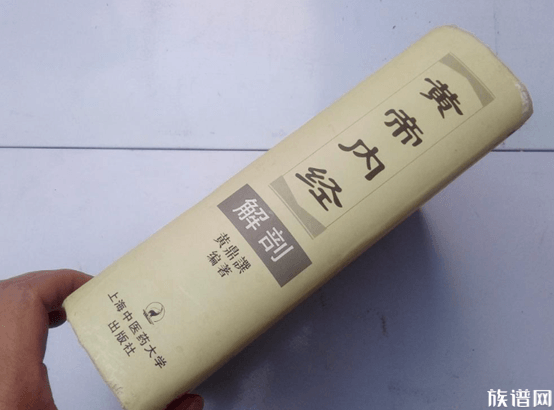 黄帝内经
解剖
黄鼎譔
编著
上海中医药大学
出版社
族谱网